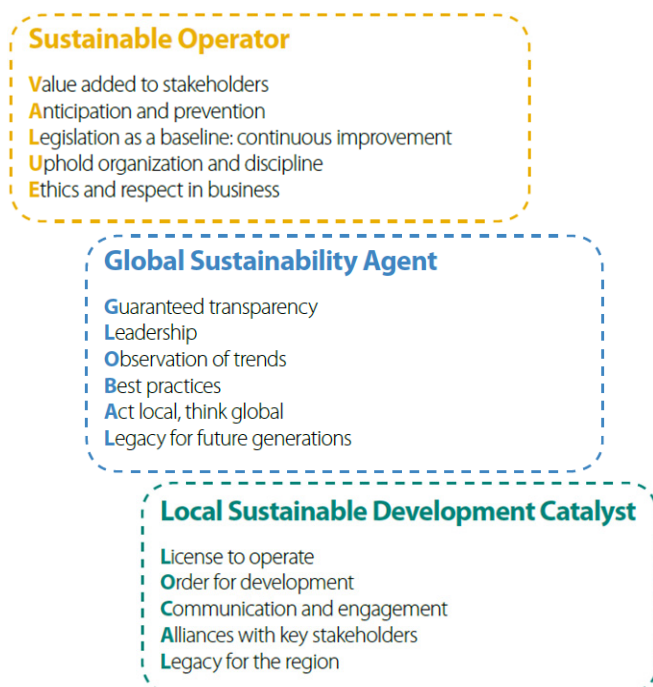 Sustainable Operator
Value added to stakeholders
Anticipation and prevention
Legislation as a baseline: continuous improvement
Uphold organization and discipline
Ethics and respect in business
Global Sustainability Agent
Guaranteed transparency
Leadership
Observation of trends
Best practices
Act local, think global
Legacy for future generations
Local Sustainable Development Catalyst
License to operate
Order for development
Communication and engagement
Alliances with key stakeholders
Legacy for the region